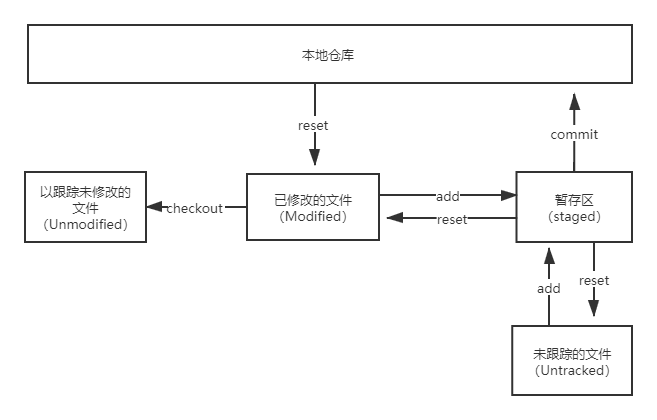 本地仓库
reset
commit
以跟踪未修改的
文件
（Unmodified）
checkout
已修改的文件
（Modified）
add
reset
暂存区
（staged）
add
reset
未跟踪的文件
（Untracked）